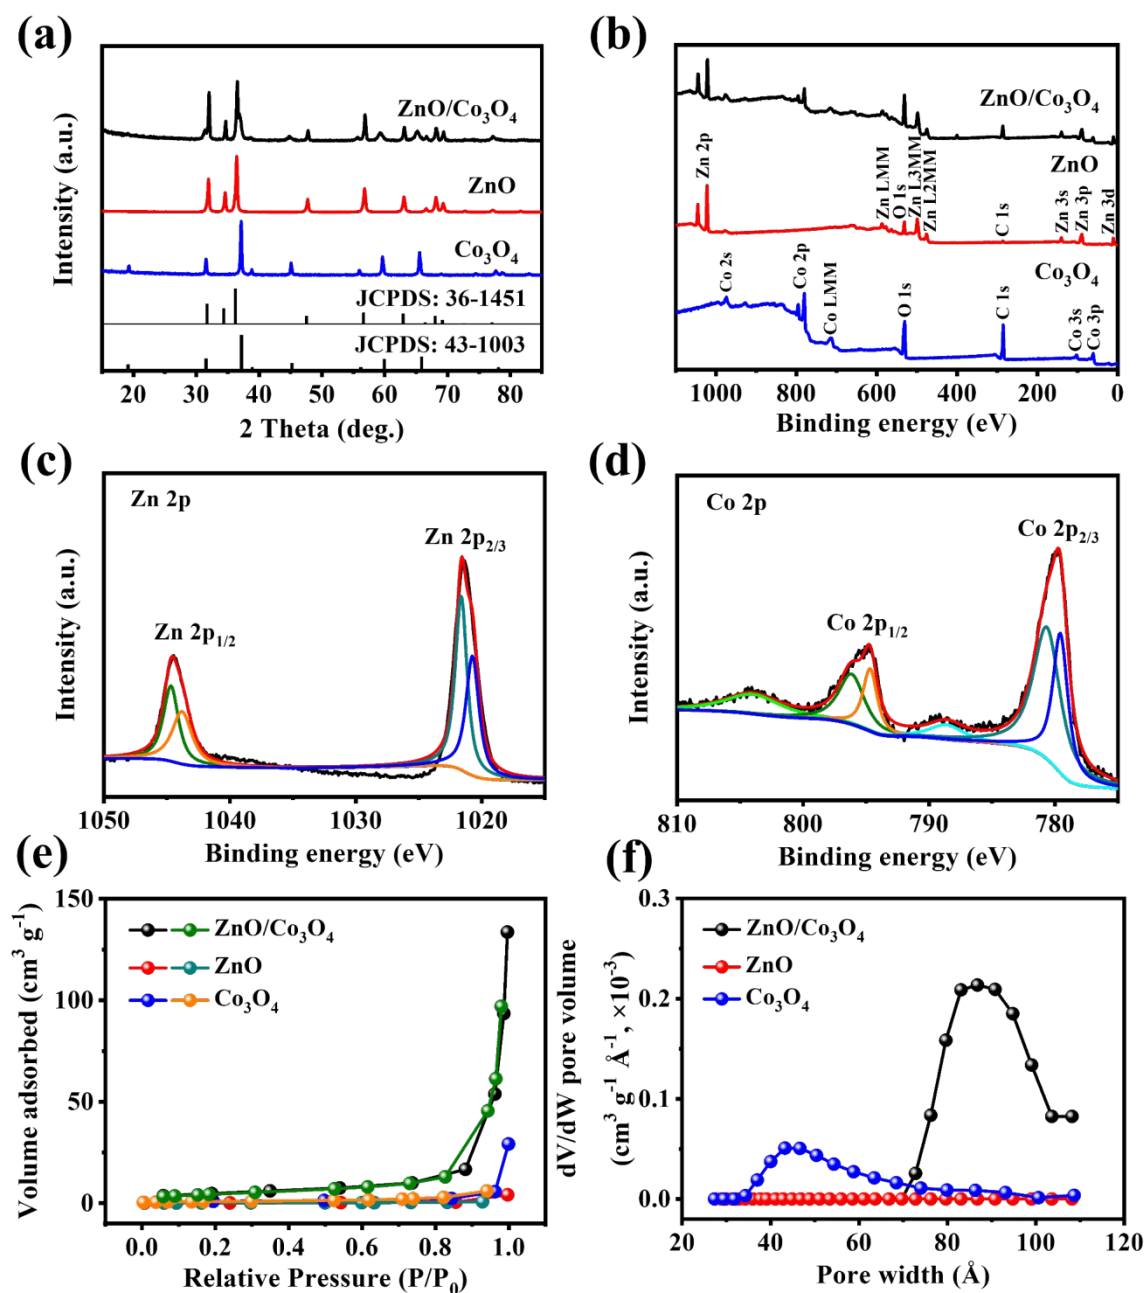 (a)
ZnO/Co₃O₄
ZnO
Co₃O₄
JCPDS: 36-1451
JCPDS: 43-1003
20 30 40 50 60 70 80
2 Theta (deg.)
Intensity (a.u.)
(b)
ZnO/Co₃O₄
ZnO
Zn 2p
Zn LMM
O 1s
Zn L3MM
Zn L2MM
C 1s
Zn 3s
Zn 3p
Zn 3d
Co₃O₄
Co 2s
Co 2p
Co LMM
O 1s
C 1s
Co 3s
Co 3p
1000 800 600 400 200 0
Binding energy (eV)
Intensity (a.u.)
(c)
Zn 2p
Zn 2p₂/₃
Zn 2p₁/₂
1050 1040 1030 1020
Binding energy (eV)
Intensity (a.u.)
(d)
Co 2p
Co 2p₂/₃
Co 2p₁/₂
810 800 790 780
Binding energy (eV)
Intensity (a.u.)
(e)
150
100
50
0
ZnO/Co₃O₄
ZnO
Co₃O₄
0.0 0.2 0.4 0.6 0.8 1.0
Relative Pressure (P/P₀)
Volume adsorbed (cm³ g⁻¹)
(f)
0.3
0.2
0.1
0.0
ZnO/Co₃O₄
ZnO
Co₃O₄
20 40 60 80 100 120
Pore width (Å)
dV/dW pore volume
(cm³ g⁻¹ Å⁻¹, ×10⁻³)